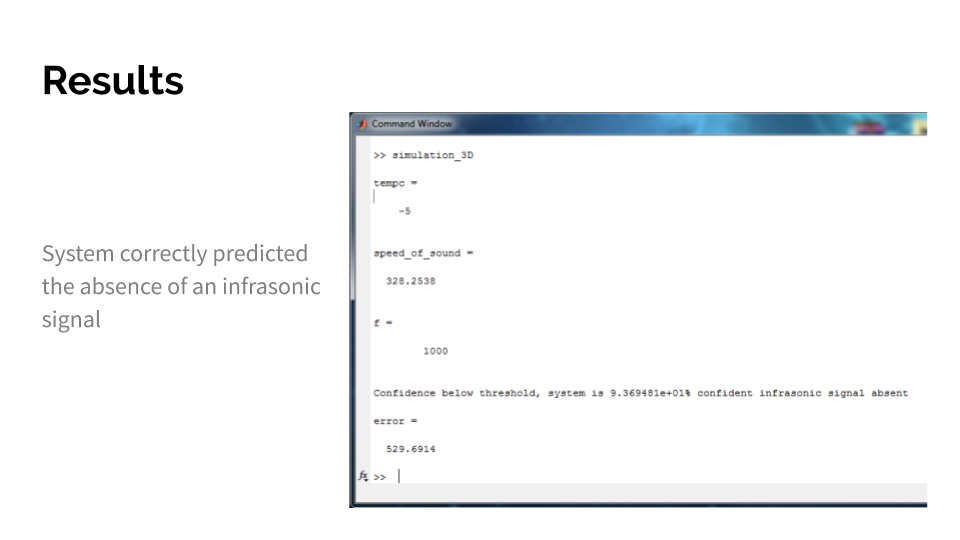 Results
System correctly predicted
the absence of an infrasonic
signal
Command Window
>> simulation_3D
tempc =
-5
speed_of_sound =
328.2538
f =
1000
Confidence below threshold, system is 9.369481e+01% confident infrasonic signal absent
error =
529.6914
fx >>